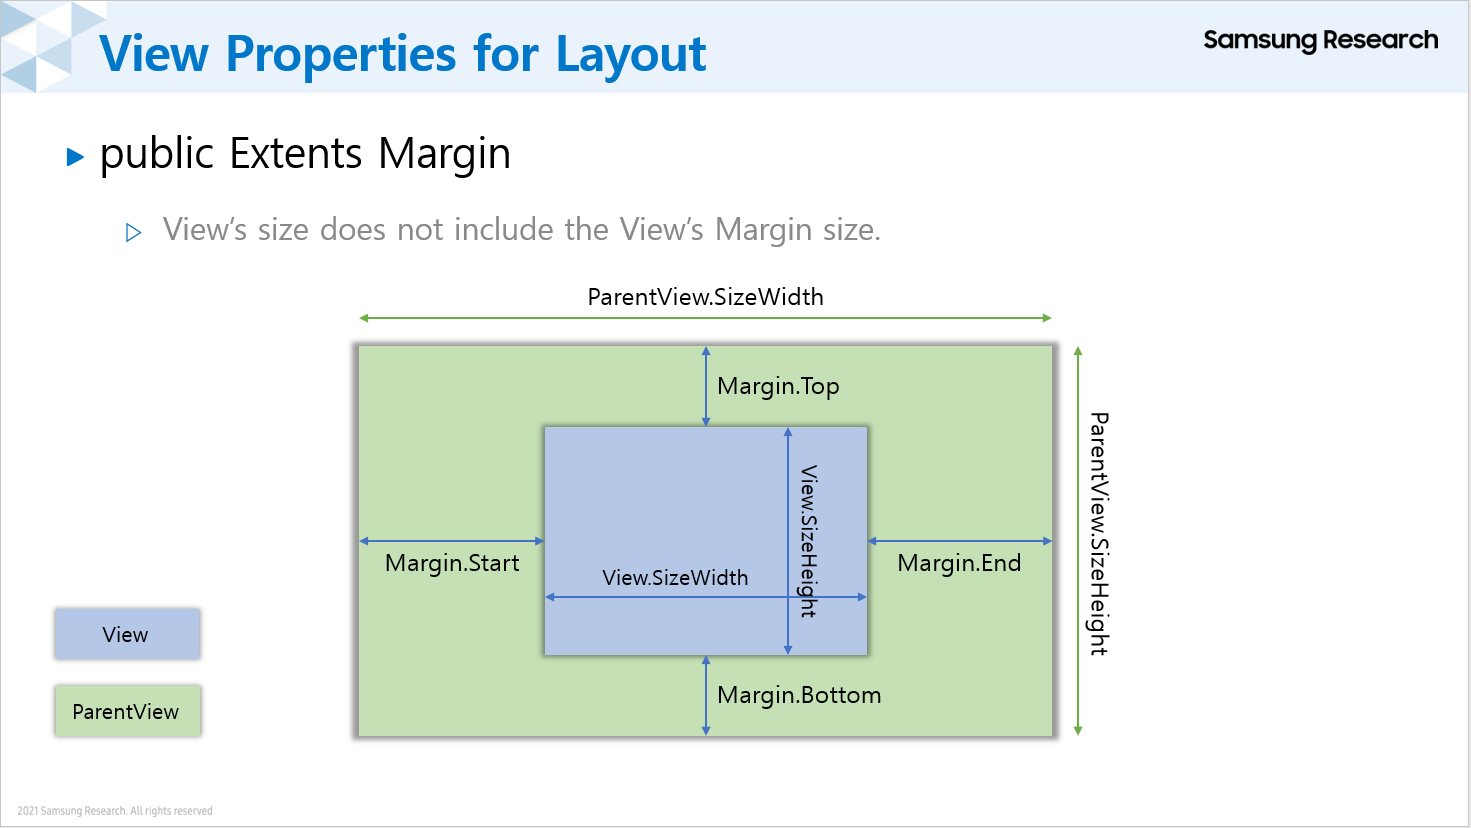 View Properties for Layout
Samsung Research
public Extents Margin
View's size does not include the View's Margin size.
ParentView.SizeWidth
Margin.Top
ParentView.SizeHeight
View.SizeHeight
Margin.Start
View.SizeWidth
Margin.End
View
Margin.Bottom
ParentView
2021 Samsung Research. All rights reserved